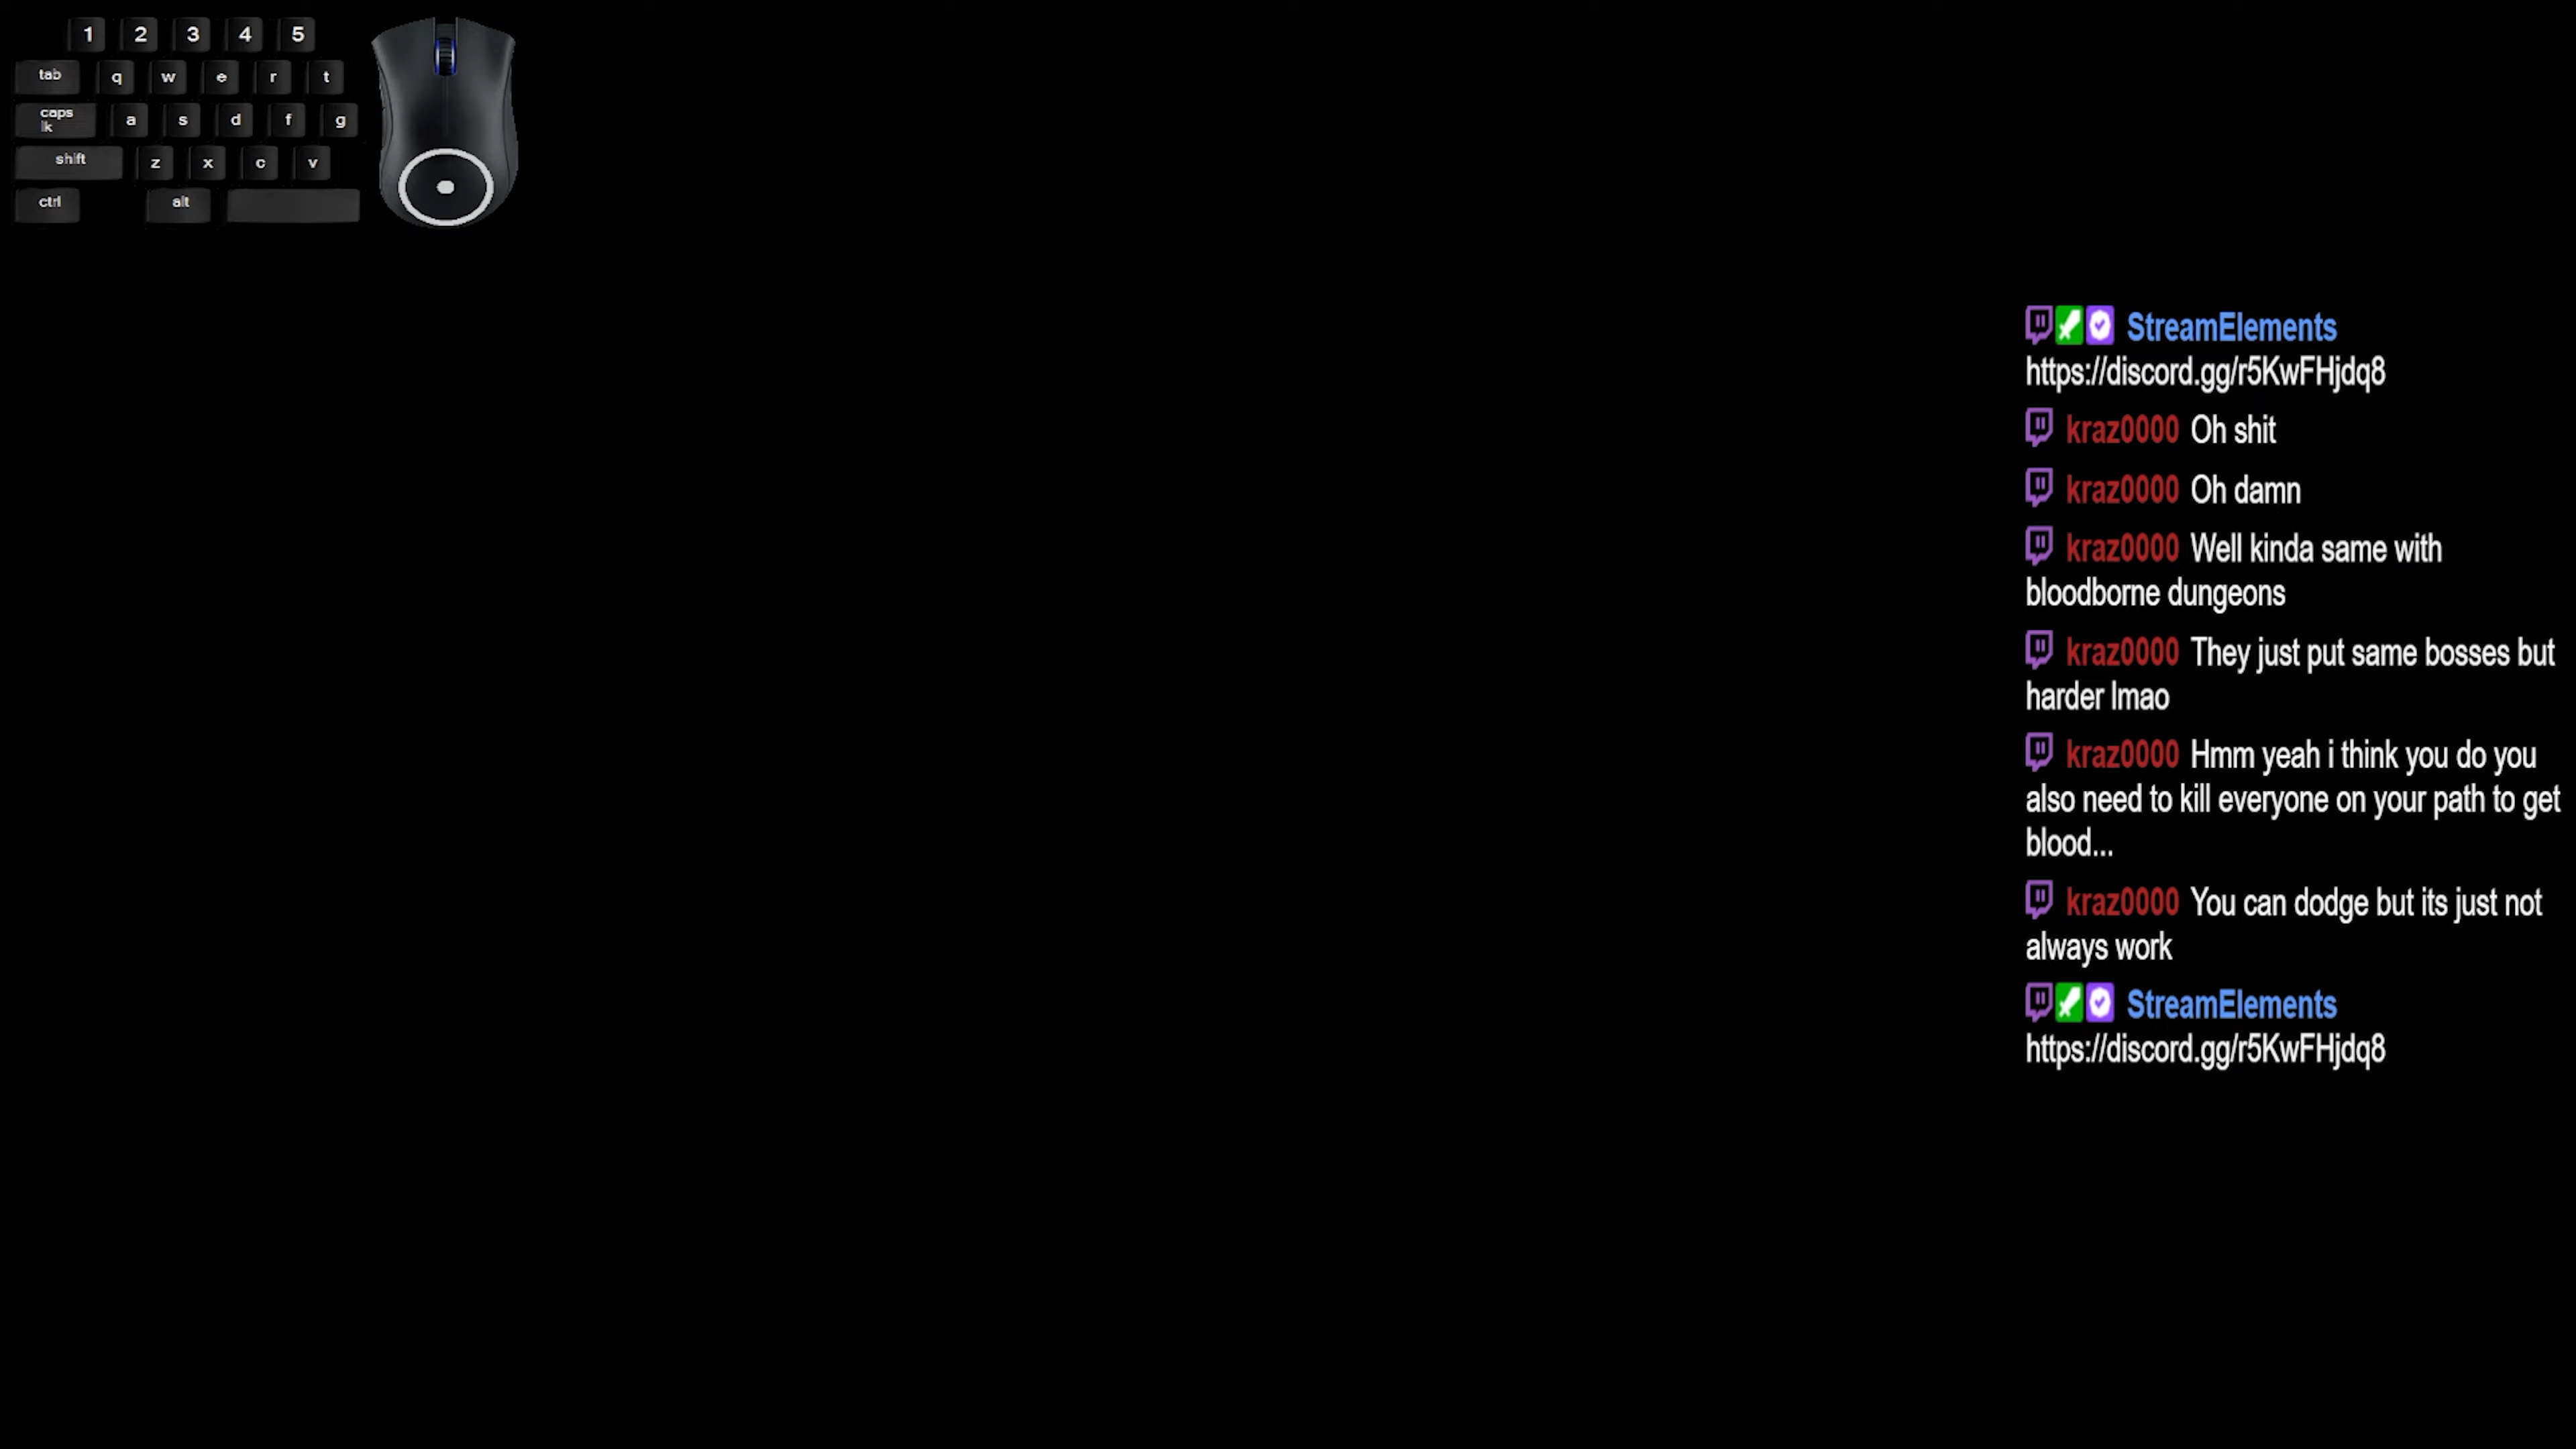 1 2 3 4 5
tab q w e r t
caps
lk a s d f g
shift z x c v
ctrl alt
StreamElements
https://discord.gg/r5KwFHjdq8
kraz0000 Oh shit
kraz0000 Oh damn
kraz0000 Well kinda same with
bloodborne dungeons
kraz0000 They just put same bosses but
harder lmao
kraz0000 Hmm yeah i think you do you
also need to kill everyone on your path to get
blood...
kraz0000 You can dodge but its just not
always work
StreamElements
https://discord.gg/r5KwFHjdq8